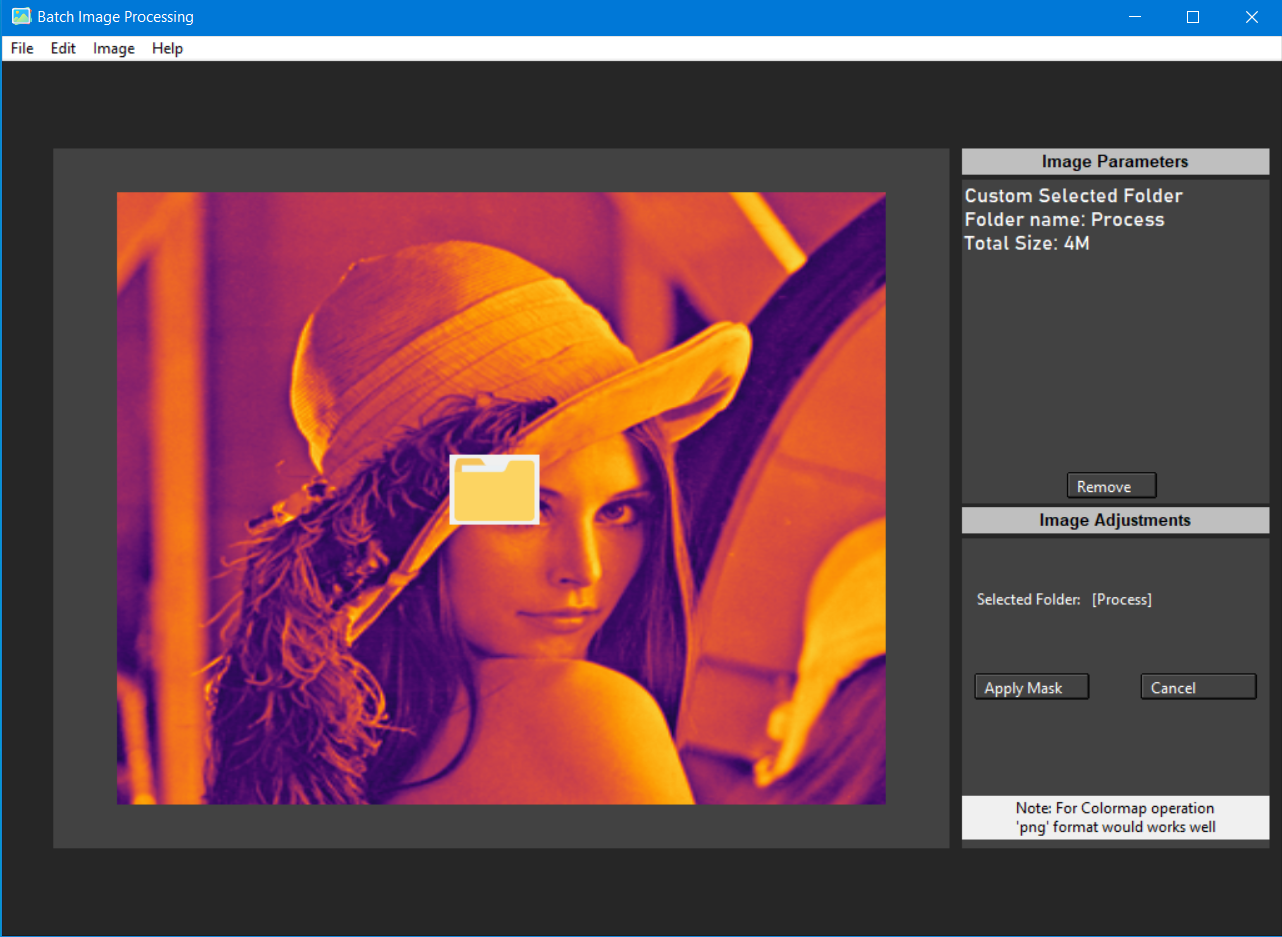 Batch Image Processing
File Edit Image Help
Image Parameters
Custom Selected Folder
Folder name: Process
Total Size: 4M
Remove
Image Adjustments
Selected Folder: [Process]
Apply Mask Cancel
Note: For Colormap operation
'png' format would works well